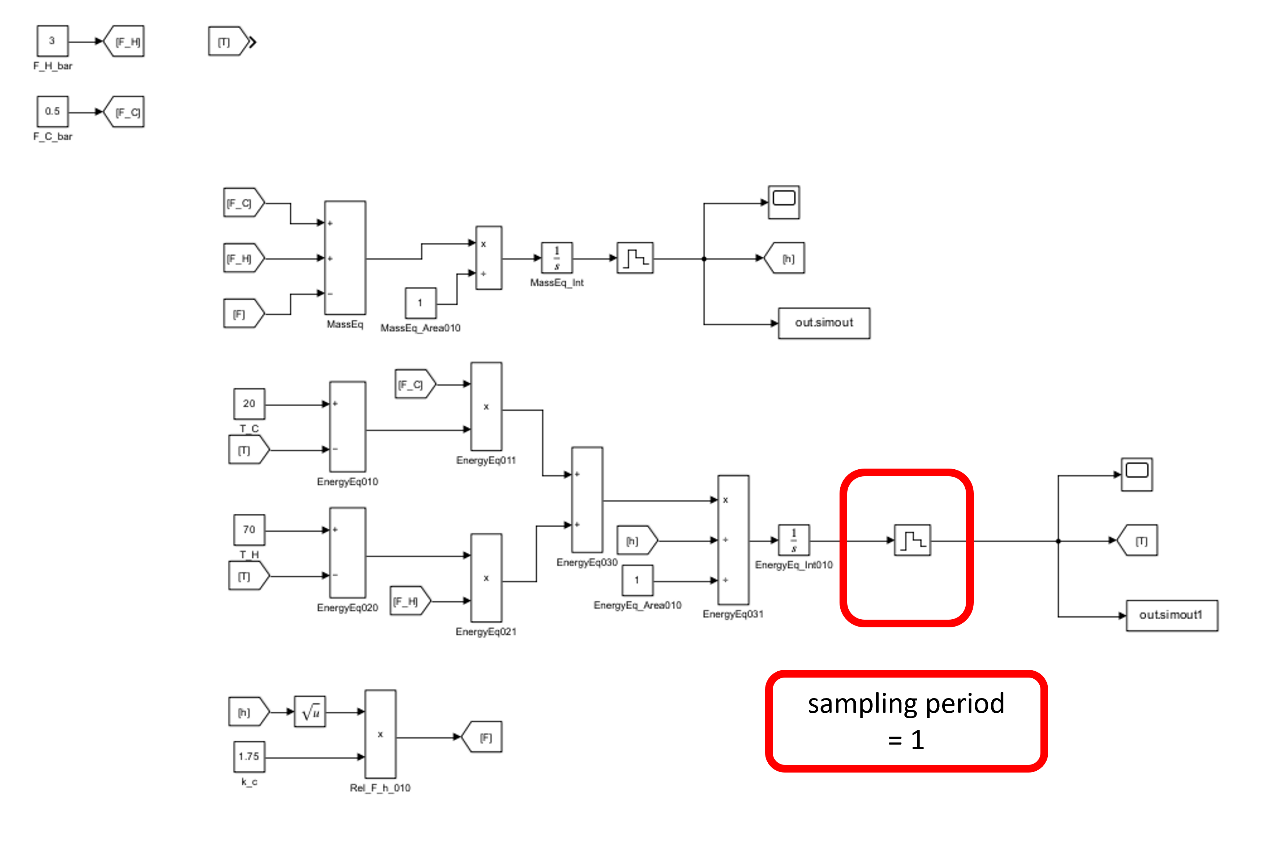 3
[F_H]
[T]
F_H_bar
0.5
[F_C]
F_C_bar
[F_C]
+
[F_H]
+
[F]
−
MassEq
x
÷
1
MassEq_Area010
1
s
MassEq_Int
[h]
out.simout
20
+
T_C
[T]
−
EnergyEq010
[F_C]
x
EnergyEq011
70
+
T_H
[T]
−
EnergyEq020
[F_H]
x
EnergyEq021
+
+
EnergyEq030
x
[h]
÷
1
÷
EnergyEq_Area010
EnergyEq031
1
s
EnergyEq_Int010
[T]
out.simout1
[h]
√u
1.75
k_c
x
Rel_F_h_010
[F]
sampling period
= 1